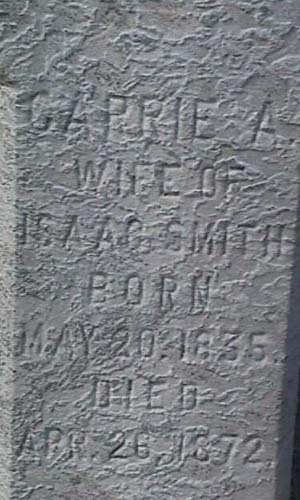 CARRIE A.
WIFE OF
ISAAC SMITH
BORN
MAY 20, 1835.
DIED
APR. 26, 1872.